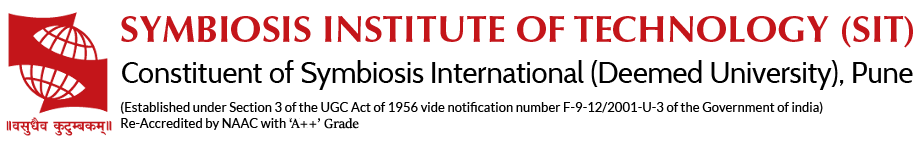 SYMBIOSIS INSTITUTE OF TECHNOLOGY (SIT)
Constituent of Symbiosis International (Deemed University), Pune
(Established under Section 3 of the UGC Act of 1956 vide notification number F-9-12/2001-U-3 of the Government of india)
Re-Accredited by NAAC with ‘A++’ Grade
॥वसुधैव कुटुम्बकम्॥